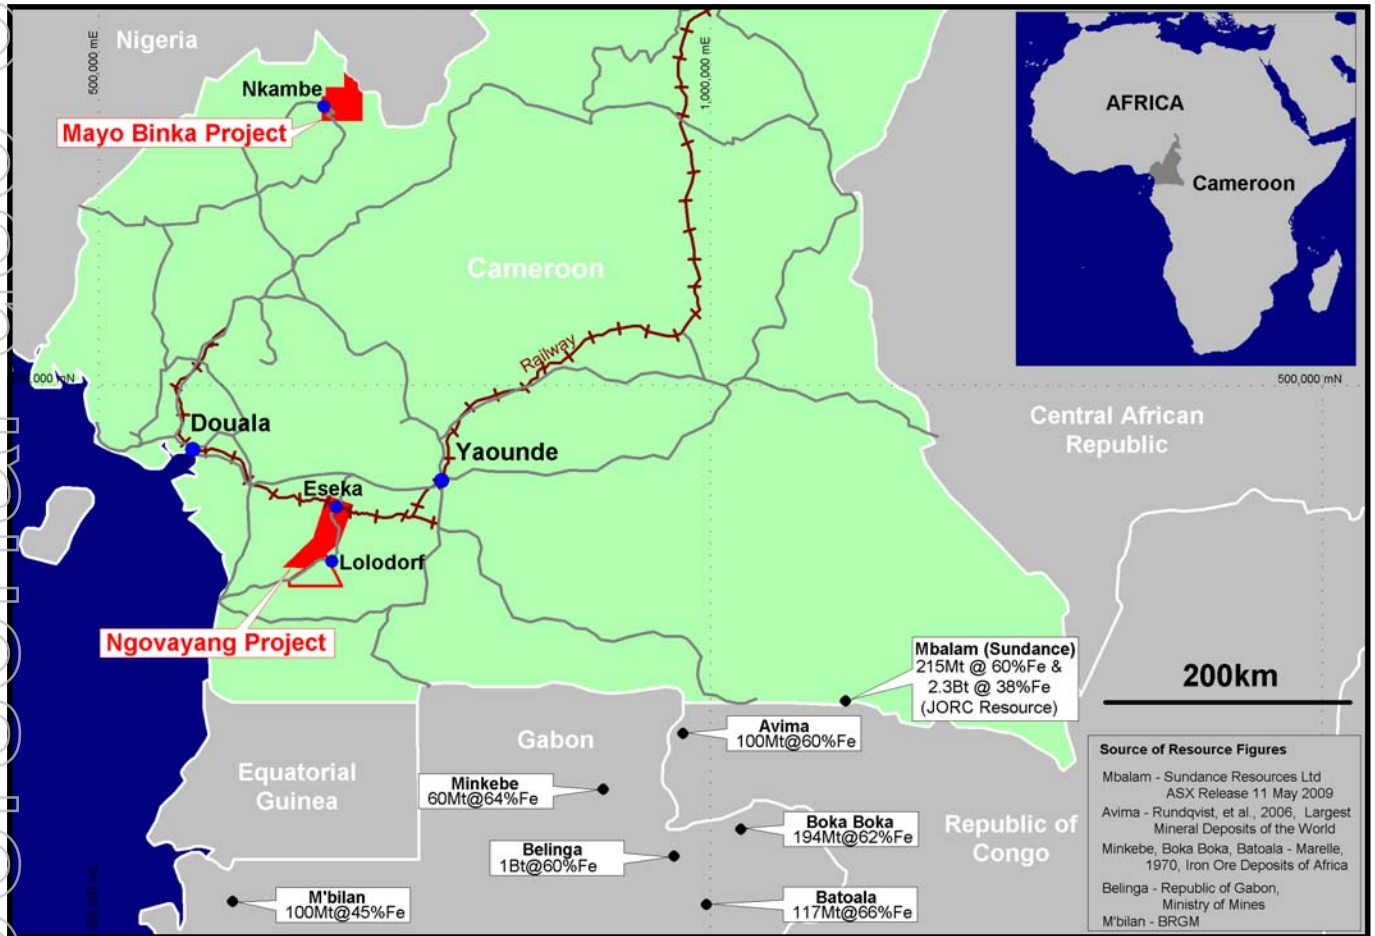 Nigeria
500,000 mE
1,000,000 mE
Nkambe
Mayo Binka Project
AFRICA
Cameroon
Cameroon
Railway
,000 mN
500,000 mN
Central African
Republic
Douala
Yaounde
Eseka
Lolodorf
Ngovayang Project
Mbalam (Sundance)
215Mt @ 60%Fe &
2.3Bt @ 38%Fe
(JORC Resource)
200km
Avima
100Mt@60%Fe
Gabon
Equatorial
Guinea
Minkebe
60Mt@64%Fe
Boka Boka
194Mt@62%Fe
Republic of
Congo
Belinga
1Bt@60%Fe
M'bilan
100Mt@45%Fe
Batoala
117Mt@66%Fe
Source of Resource Figures
Mbalam - Sundance Resources Ltd
ASX Release 11 May 2009
Avima - Rundqvist, et al., 2006, Largest
Mineral Deposits of the World
Minkebe, Boka Boka, Batoala - Marelle,
1970, Iron Ore Deposits of Africa
Belinga - Republic of Gabon,
Ministry of Mines
M'bilan - BRGM